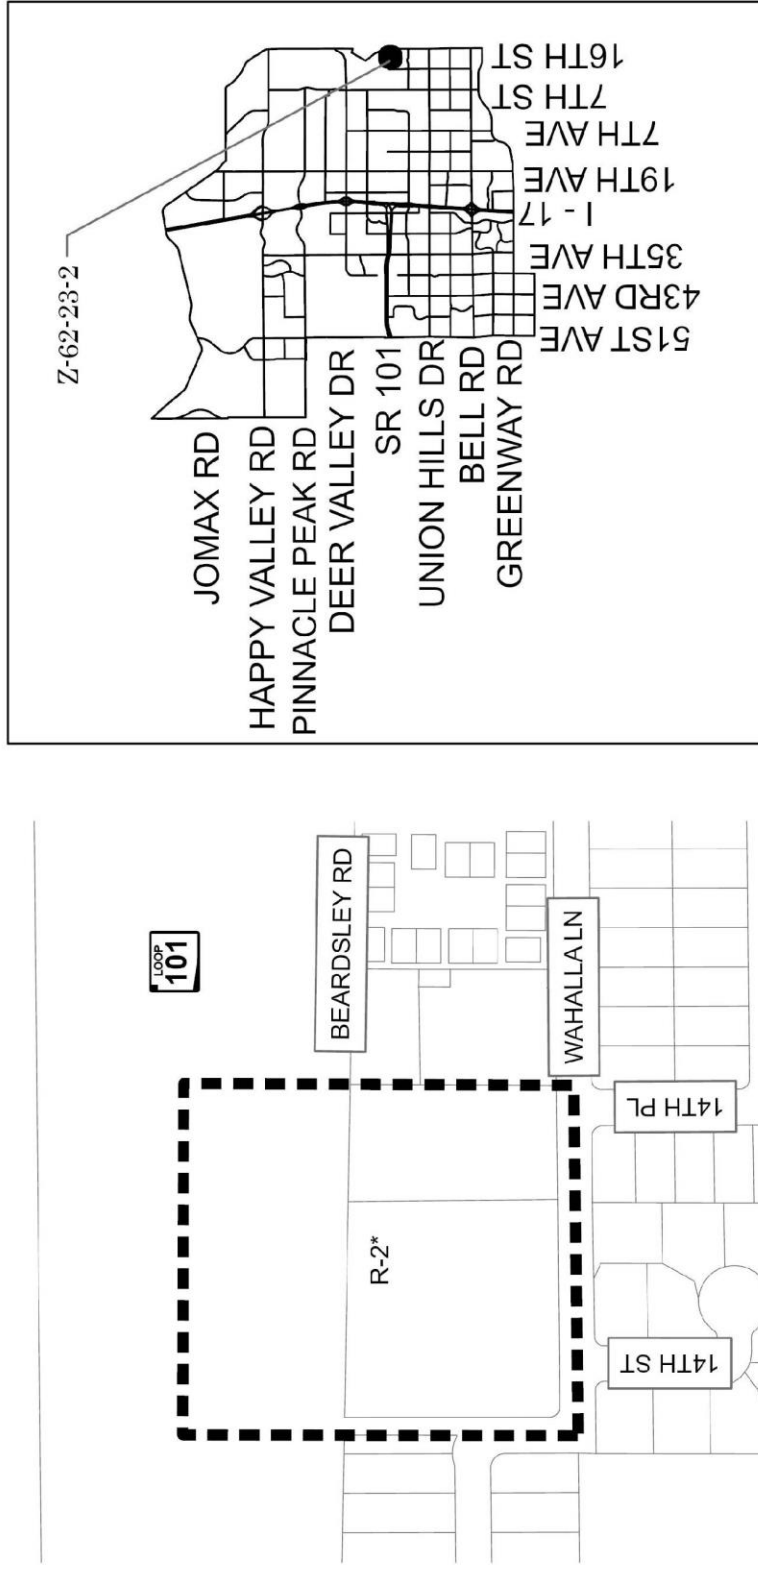 Z-62-23-2
JOMAX RD
HAPPY VALLEY RD
PINNACLE PEAK RD
DEER VALLEY DR
SR 101
UNION HILLS DR
BELL RD
GREENWAY RD
51ST AVE
43RD AVE
35TH AVE
I - 17
19TH AVE
7TH AVE
7TH ST
16TH ST
LOOP
101
BEARDSLEY RD
R-2*
WAHALLA LN
14TH ST
14TH PL